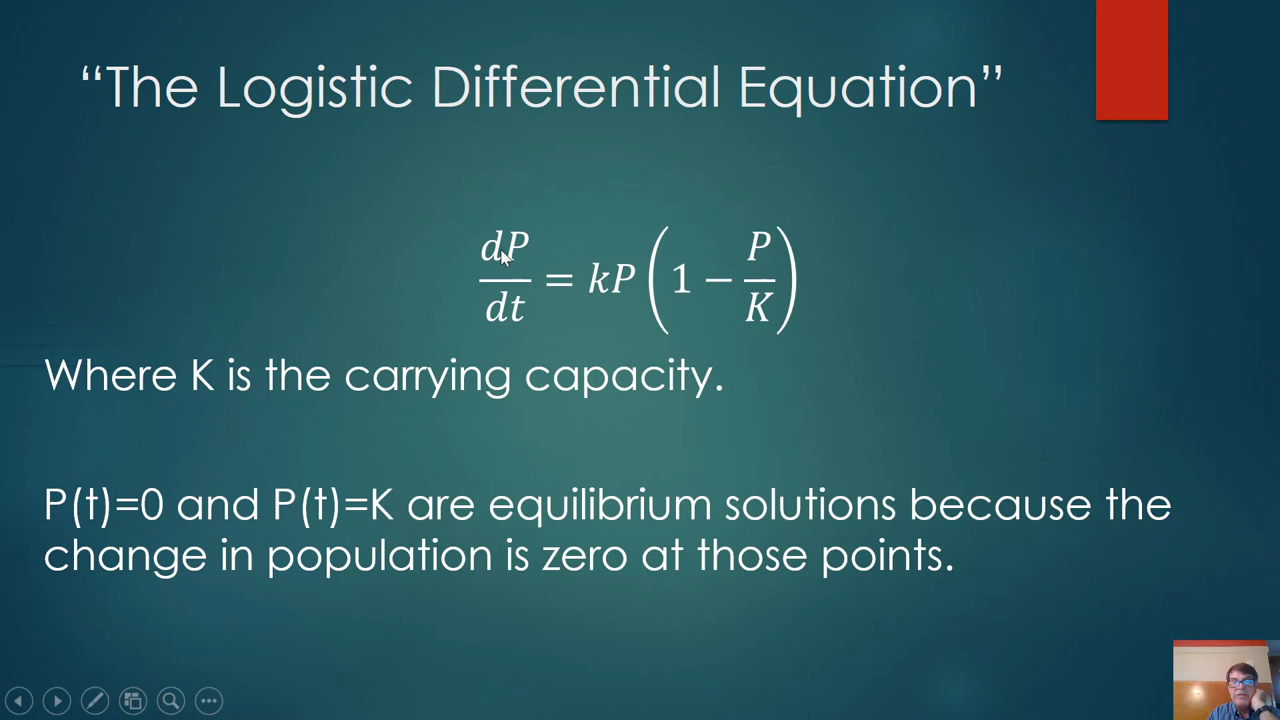 “The Logistic Differential Equation”
dP/dt = kP(1 − P/K)
Where K is the carrying capacity.
P(t)=0 and P(t)=K are equilibrium solutions because the
change in population is zero at those points.